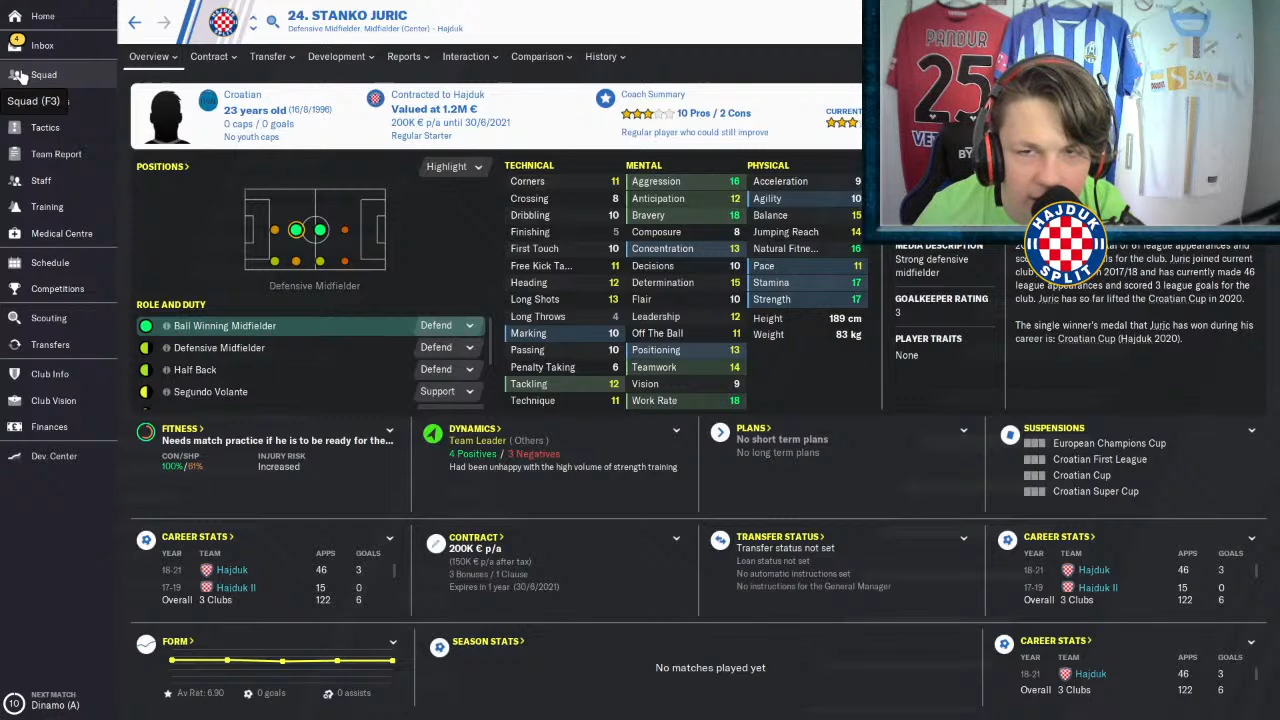 Home
4
Inbox
Squad
Squad (F3)
Tactics
Team Report
Staff
Training
Medical Centre
Schedule
Competitions
Scouting
Transfers
Club Info
Club Vision
Finances
Dev. Center
10
NEXT MATCH
Dinamo (A)
24. STANKO JURIC
Defensive Midfielder, Midfielder (Center) - Hajduk
Overview
Contract
Transfer
Development
Reports
Interaction
Comparison
History
Croatian
23 years old (16/8/1996)
0 caps / 0 goals
No youth caps
Contracted to Hajduk
Valued at 1.2M €
200K € p/a until 30/6/2021
Regular Starter
Coach Summary
10 Pros / 2 Cons
Regular player who could still improve
CURRENT
POSITIONS
Highlight
Defensive Midfielder
ROLE AND DUTY
Ball Winning Midfielder Defend
Defensive Midfielder Defend
Half Back Defend
Segundo Volante Support
TECHNICAL
Corners 11
Crossing 8
Dribbling 10
Finishing 5
First Touch 10
Free Kick Ta... 11
Heading 12
Long Shots 13
Long Throws 4
Marking 10
Passing 10
Penalty Taking 6
Tackling 12
Technique 11
MENTAL
Aggression 16
Anticipation 12
Bravery 18
Composure 8
Concentration 13
Decisions 10
Determination 15
Flair 10
Leadership 12
Off The Ball 11
Positioning 13
Teamwork 14
Vision 9
Work Rate 18
PHYSICAL
Acceleration 9
Agility 10
Balance 15
Jumping Reach 14
Natural Fitne... 16
Pace 11
Stamina 17
Strength 17
Height 189 cm
Weight 83 kg
MEDIA DESCRIPTION
Strong defensive
midfielder
GOALKEEPER RATING
3
PLAYER TRAITS
None
club. Juric has so far lifted the Croatian Cup in 2020.
The single winner's medal that Juric has won during his
career is: Croatian Cup (Hajduk 2020).
PANDUR
25
HAJDUK
SPLIT
FITNESS
Needs match practice if he is to be ready for the...
CON/SHP
100%/61%
INJURY RISK
Increased
DYNAMICS
Team Leader ( Others )
4 Positives / 3 Negatives
Had been unhappy with the high volume of strength training
PLANS
No short term plans
No long term plans
SUSPENSIONS
European Champions Cup
Croatian First League
Croatian Cup
Croatian Super Cup
CAREER STATS
YEAR TEAM APPS GOALS
18-21 Hajduk 46 3
17-19 Hajduk II 15 0
Overall 3 Clubs 122 6
CONTRACT
200K € p/a
(150K € p/a after tax)
3 Bonuses / 1 Clause
Expires in 1 year (30/6/2021)
TRANSFER STATUS
Transfer status not set
Loan status not set
No automatic instructions set
No instructions for the General Manager
CAREER STATS
YEAR TEAM APPS GOALS
18-21 Hajduk 46 3
17-19 Hajduk II 15 0
Overall 3 Clubs 122 6
FORM
Av Rat: 6.90
0 goals
0 assists
SEASON STATS
No matches played yet
CAREER STATS
YEAR TEAM APPS GOALS
18-21 Hajduk 46 3
Overall 3 Clubs 122 6